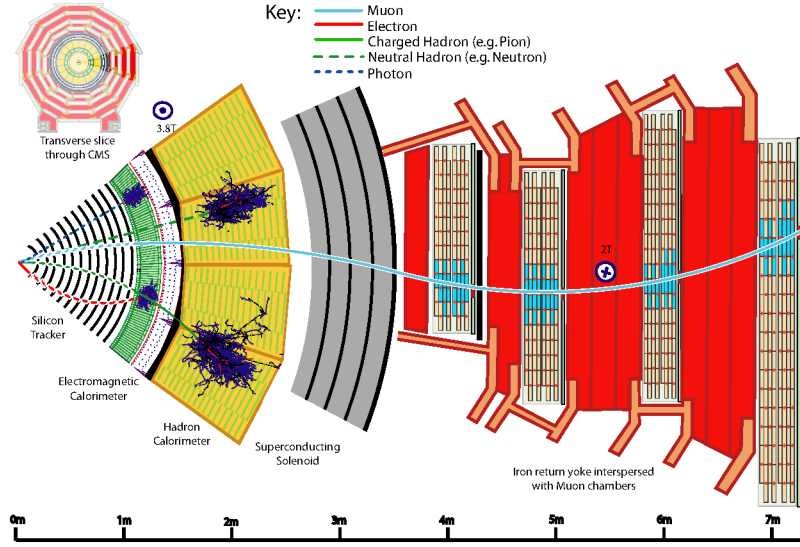 Key:
Muon
Electron
Charged Hadron (e.g. Pion)
Neutral Hadron (e.g. Neutron)
Photon
Transverse slice
through CMS
3.8T
2T
Silicon
Tracker
Electromagnetic
Calorimeter
Hadron
Calorimeter
Superconducting
Solenoid
Iron return yoke interspersed
with Muon chambers
0m
1m
2m
3m
4m
5m
6m
7m